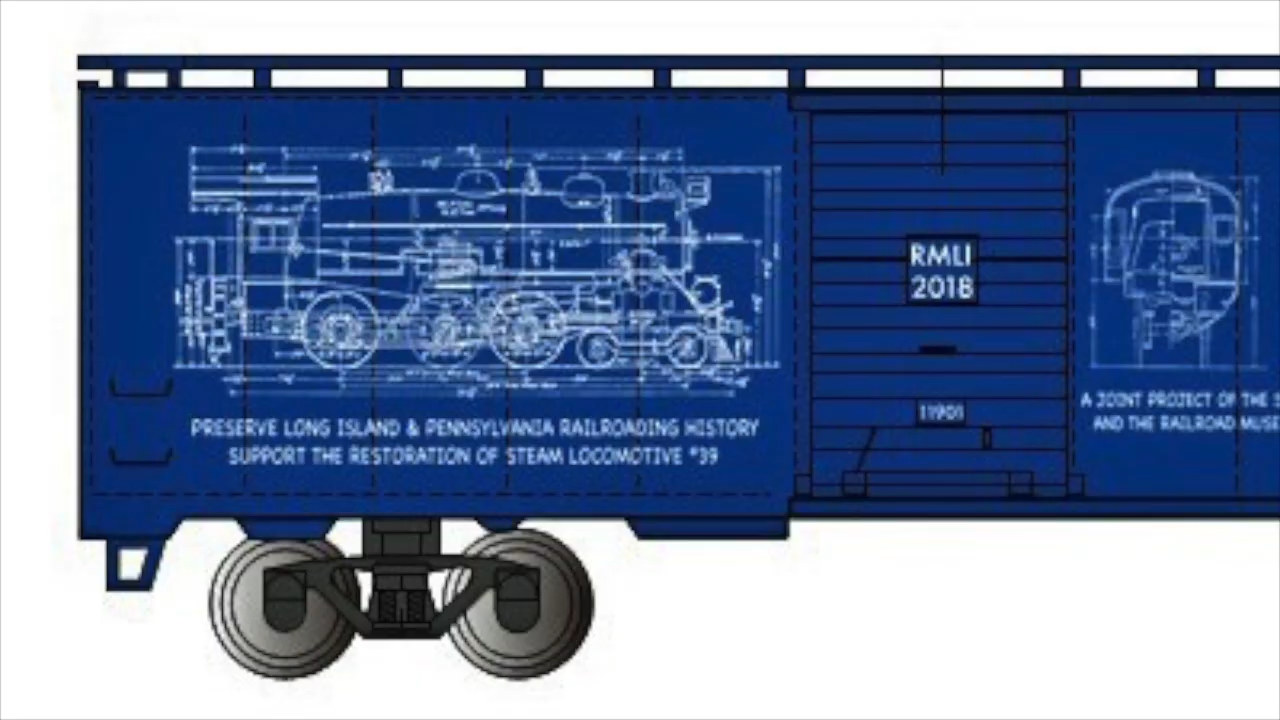 PRESERVE LONG ISLAND & PENNSYLVANIA RAILROADING HISTORY
SUPPORT THE RESTORATION OF STEAM LOCOMOTIVE #39
RMLI
2018
11901
A JOINT PROJECT OF THE
AND THE RAILROAD